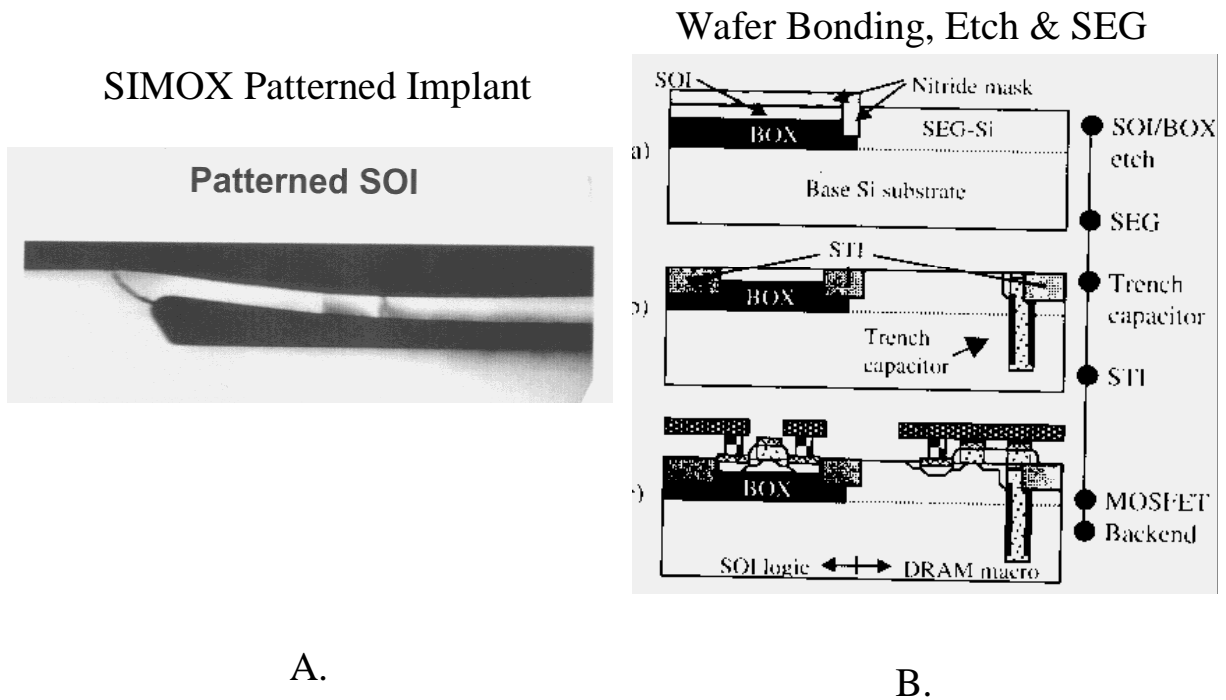 Wafer Bonding, Etch & SEG
SIMOX Patterned Implant
Patterned SOI
SOI
Nitride mask
BOX
SEG-Si
SOI/BOX
etch
a)
Base Si substrate
SEG
STI
BOX
Trench
capacitor
Trench
capacitor
STI
BOX
MOSFET
Backend
SOI logic
DRAM macro
A.
B.